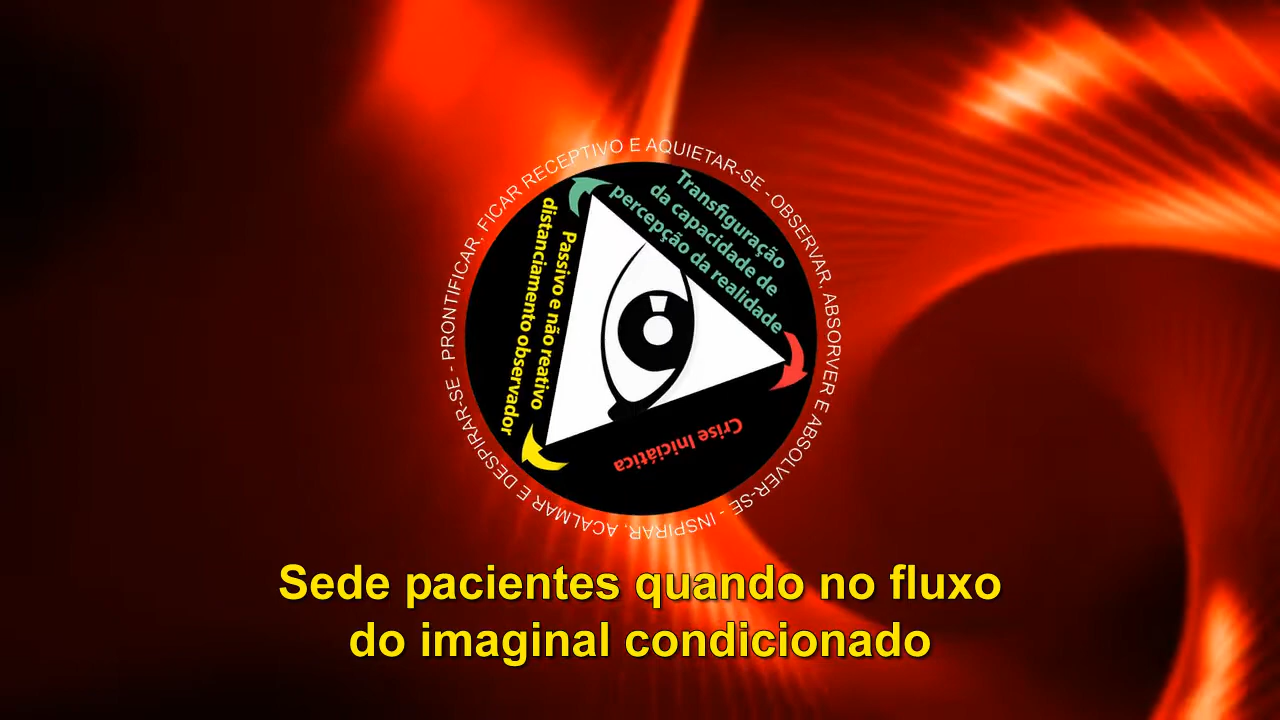 PRONTIFICAR, FICAR RECEPTIVO E AQUIETAR-SE - OBSERVAR, ABSORVER E ABSOLVER-SE - INSPIRAR, ACALMAR E DESPIRAR-SE -
Transfiguração
da capacidade de
percepção da realidade
Passivo e não reativo
distanciamento observador
Crise Iniciática
Sede pacientes quando no fluxo
do imaginal condicionado